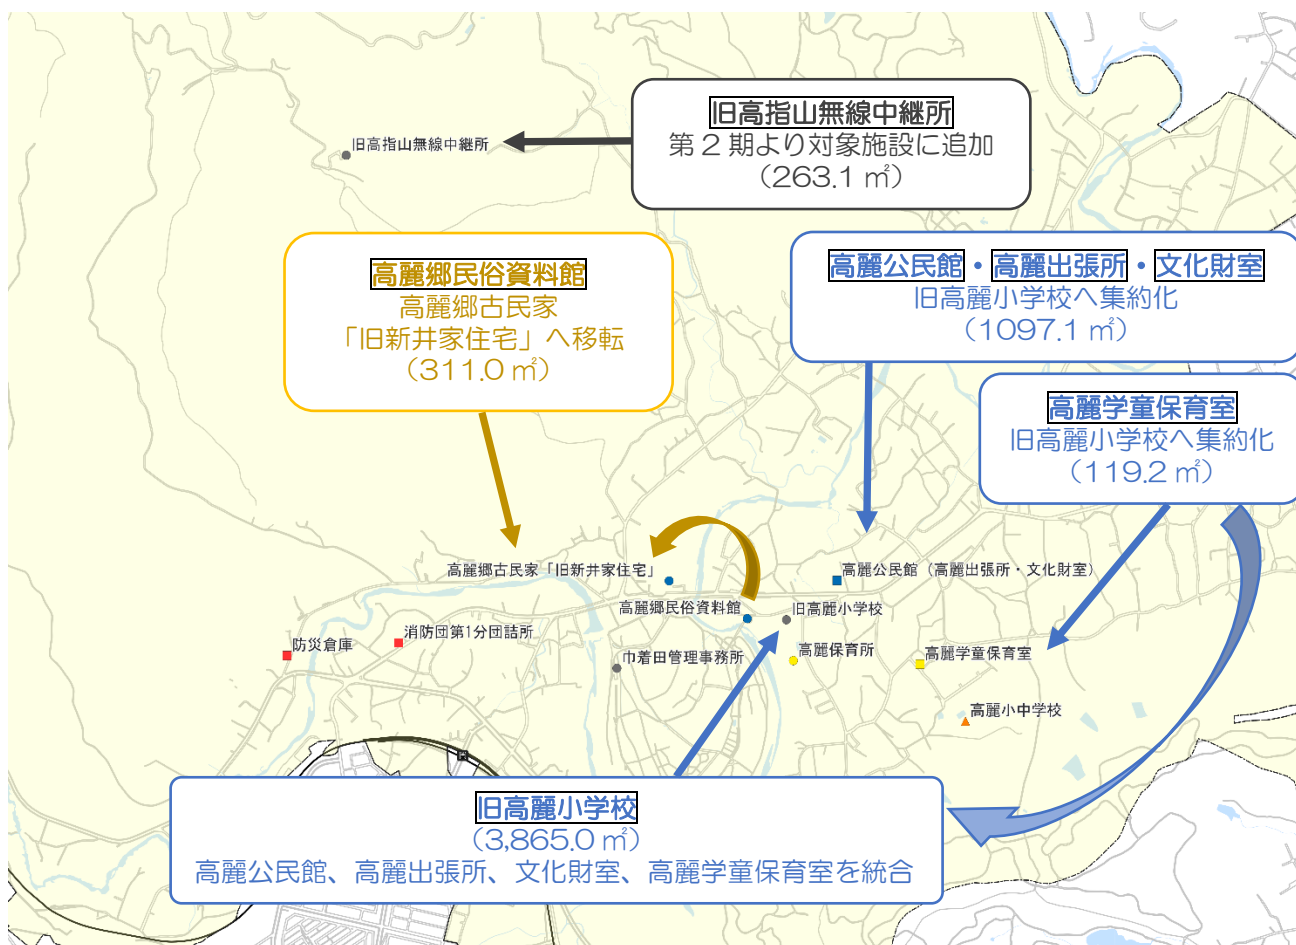 旧高指山無線中継所
第2期より対象施設に追加
（263.1 ㎡）
旧高指山無線中継所
高麗郷民俗資料館
高麗郷古民家
「旧新井家住宅」へ移転
（311.0 ㎡）
高麗公民館・高麗出張所・文化財室
旧高麗小学校へ集約化
（1097.1 ㎡）
高麗学童保育室
旧高麗小学校へ集約化
（119.2 ㎡）
高麗郷古民家「旧新井家住宅」
高麗公民館（高麗出張所・文化財室）
高麗郷民俗資料館
旧高麗小学校
防災倉庫
消防団第1分団詰所
巾着田管理事務所
高麗保育所
高麗学童保育室
高麗小中学校
旧高麗小学校
（3,865.0 ㎡）
高麗公民館、高麗出張所、文化財室、高麗学童保育室を統合